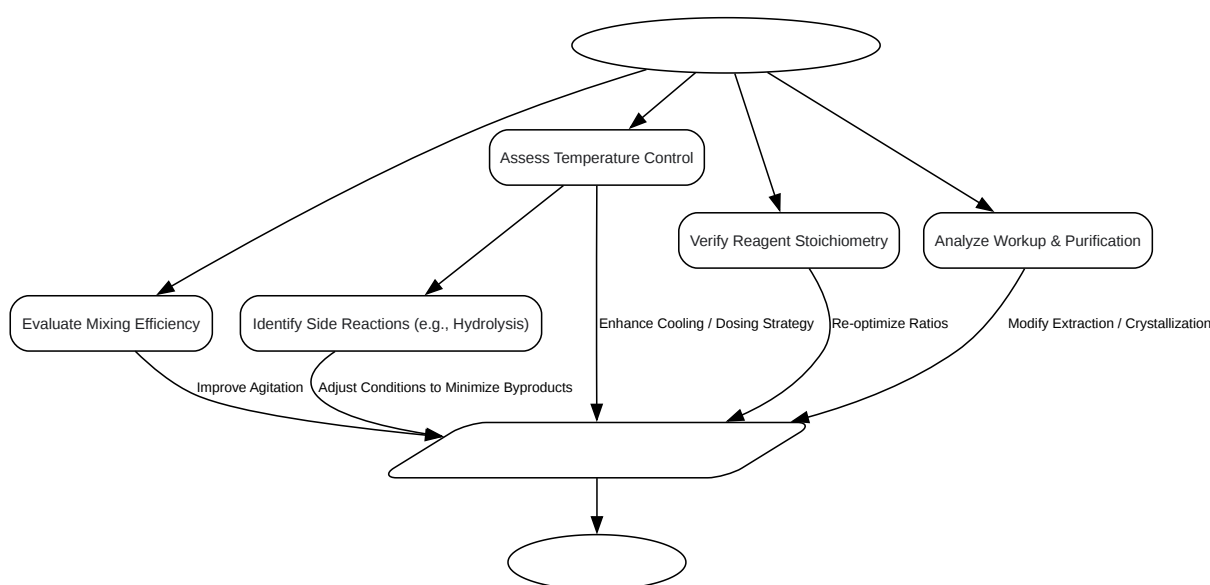 Assess Temperature Control
Verify Reagent Stoichiometry
Analyze Workup & Purification
Evaluate Mixing Efficiency
Identify Side Reactions (e.g., Hydrolysis)
Enhance Cooling / Dosing Strategy
Re-optimize Ratios
Modify Extraction / Crystallization
Improve Agitation
Adjust Conditions to Minimize Byproducts